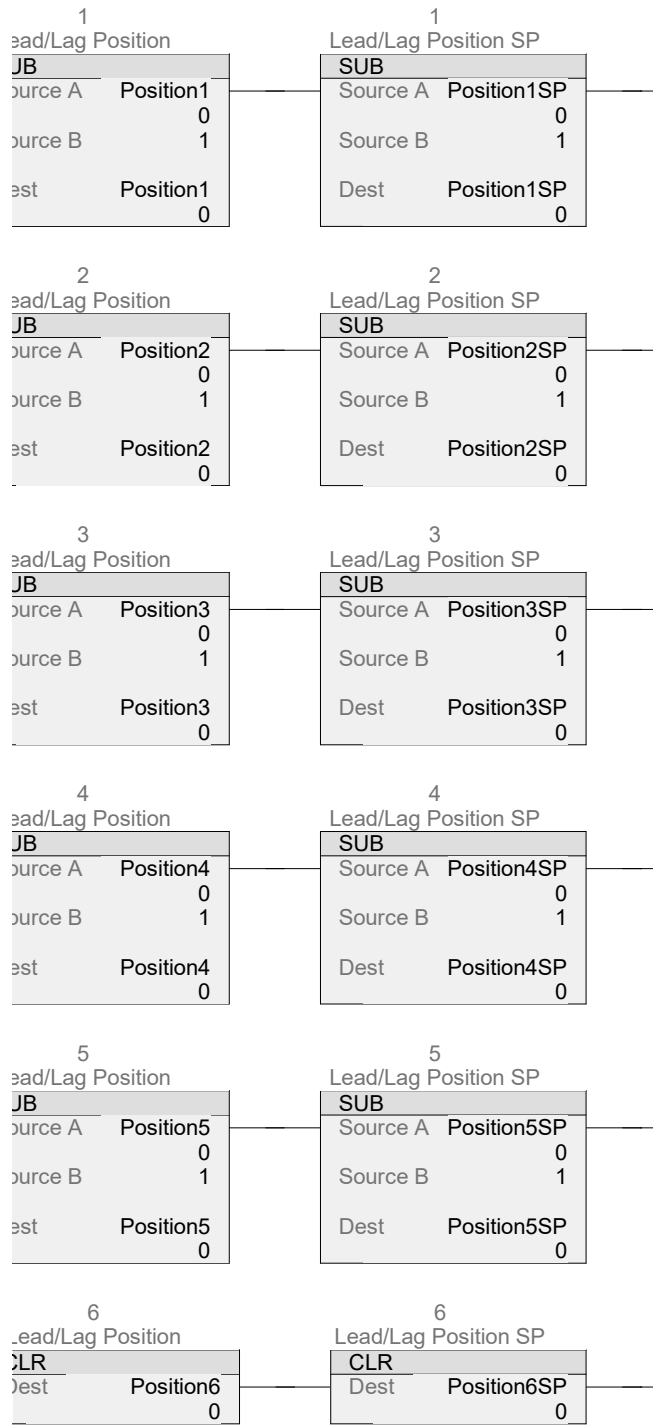 1 1
ead/Lag Position Lead/Lag Position SP
UB SUB
ource A Position1 Source A Position1SP
0 0
ource B 1 Source B 1
est Position1 Dest Position1SP
0 0
2 2
ead/Lag Position Lead/Lag Position SP
UB SUB
ource A Position2 Source A Position2SP
0 0
ource B 1 Source B 1
est Position2 Dest Position2SP
0 0
3 3
ead/Lag Position Lead/Lag Position SP
UB SUB
ource A Position3 Source A Position3SP
0 0
ource B 1 Source B 1
est Position3 Dest Position3SP
0 0
4 4
ead/Lag Position Lead/Lag Position SP
UB SUB
ource A Position4 Source A Position4SP
0 0
ource B 1 Source B 1
est Position4 Dest Position4SP
0 0
5 5
ead/Lag Position Lead/Lag Position SP
UB SUB
ource A Position5 Source A Position5SP
0 0
ource B 1 Source B 1
est Position5 Dest Position5SP
0 0
6 6
Lead/Lag Position Lead/Lag Position SP
CLR CLR
Dest Position6 Dest Position6SP
0 0